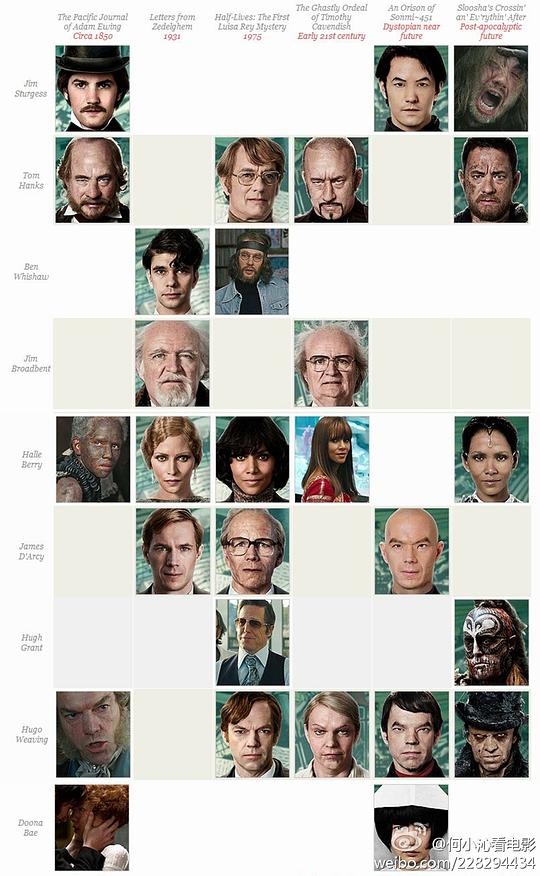 The Pacific Journal
of Adam Ewing
Circa 1850
Letters from
Zedelghem
1931
Half-Lives: The First
Luisa Rey Mystery
1975
The Ghastly Ordeal
of Timothy
Cavendish
Early 21st century
An Orison of
Sonmi~451
Dystopian near
future
Sloosha's Crossin'
an' Ev'rythin' After
Post-apocalyptic
future
Jim
Sturgess
Tom
Hanks
Ben
Whishaw
Jim
Broadbent
Halle
Berry
James
D'Arcy
Hugh
Grant
Hugo
Weaving
Doona
Bae
@何小沁看电影
weibo.com/228294434